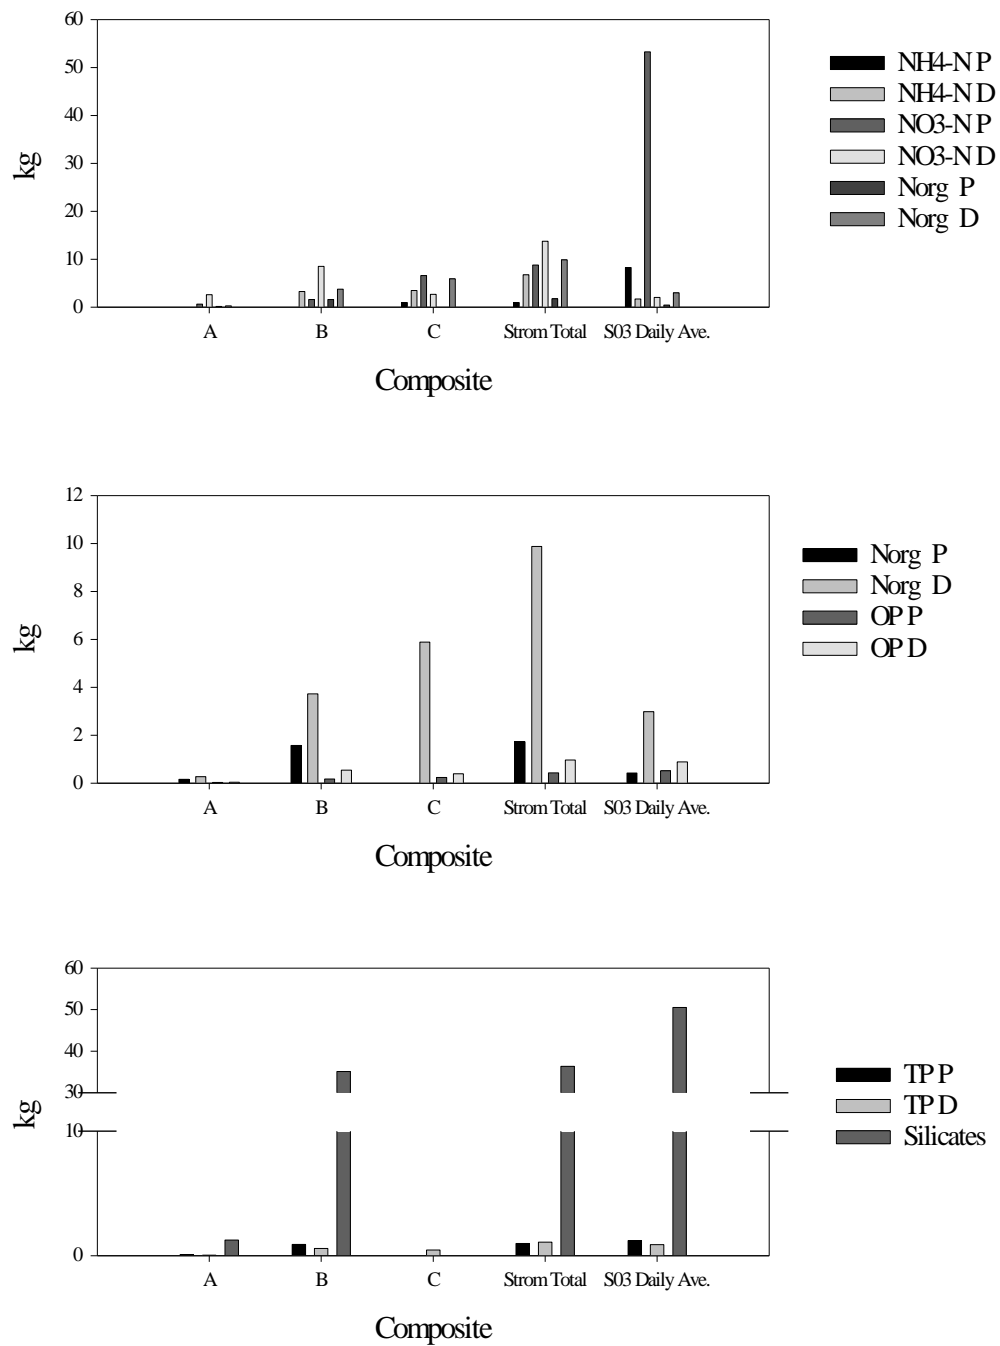 60
50
40
30
20
10
0
kg
A
B
C
Strom Total
S03 Daily Ave.
Composite
NH4-N P
NH4-N D
NO3-N P
NO3-N D
Norg P
Norg D
12
10
8
6
4
2
0
kg
A
B
C
Strom Total
S03 Daily Ave.
Composite
Norg P
Norg D
OP P
OP D
60
50
40
30
10
0
kg
A
B
C
Strom Total
S03 Daily Ave.
Composite
TP P
TP D
Silicates